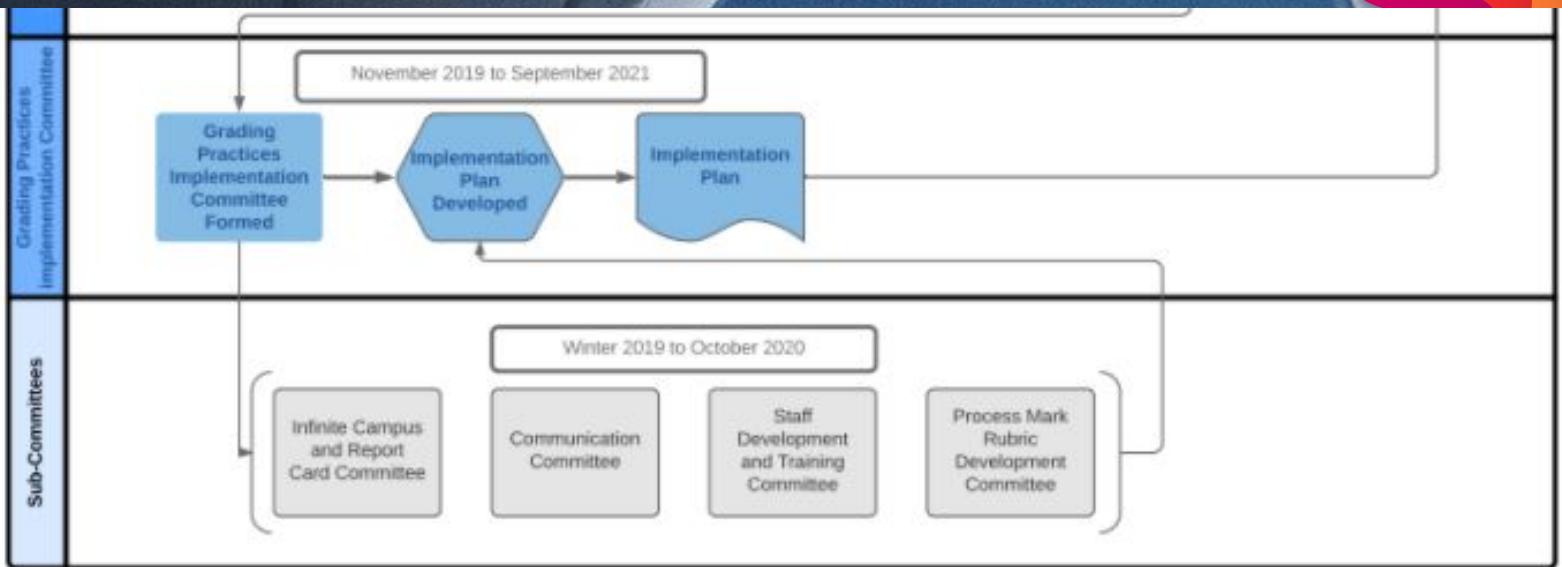 Grading Practices
Implementation Committee
November 2019 to September 2021
Grading
Practices
Implementation
Committee
Formed
Implementation
Plan
Developed
Implementation
Plan
Sub-Committees
Winter 2019 to October 2020
Infinite Campus
and Report
Card Committee
Communication
Committee
Staff
Development
and Training
Committee
Process Mark
Rubric
Development
Committee